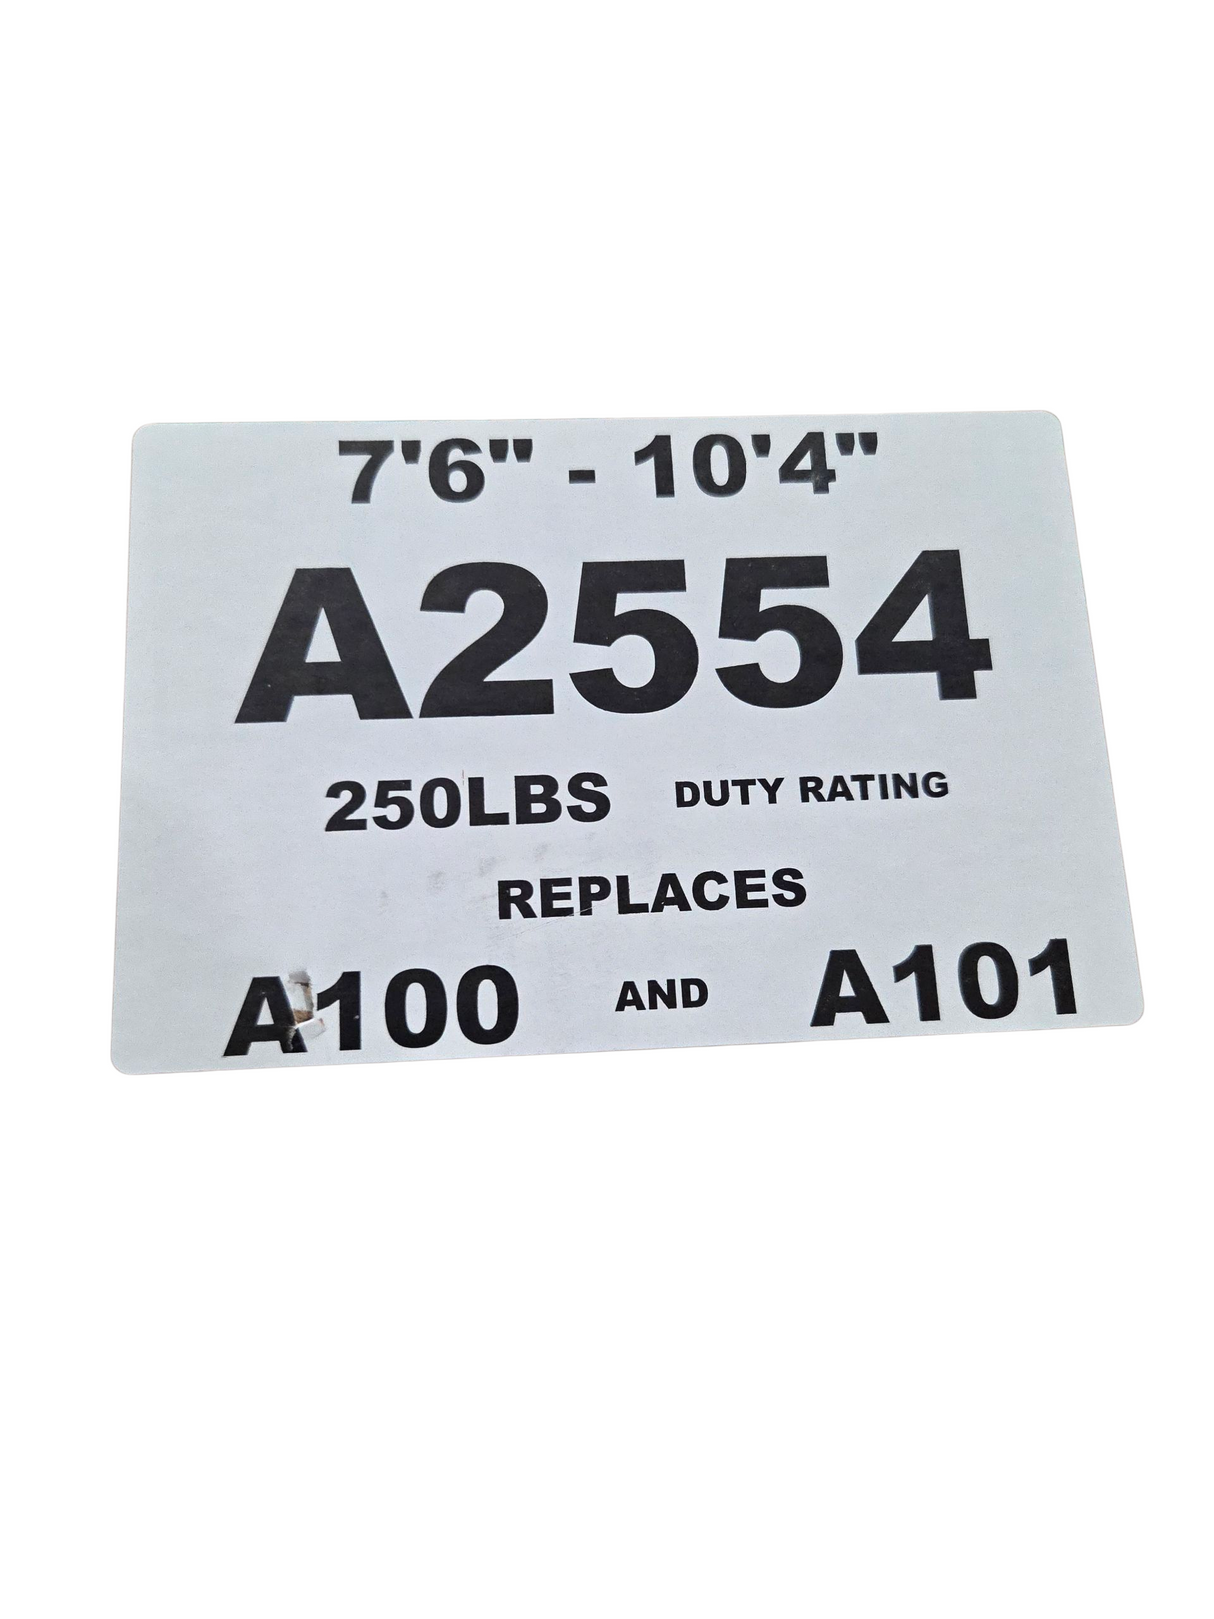 7'6" - 10'4"
A2554
250LBS DUTY RATING
REPLACES
A100 AND A101